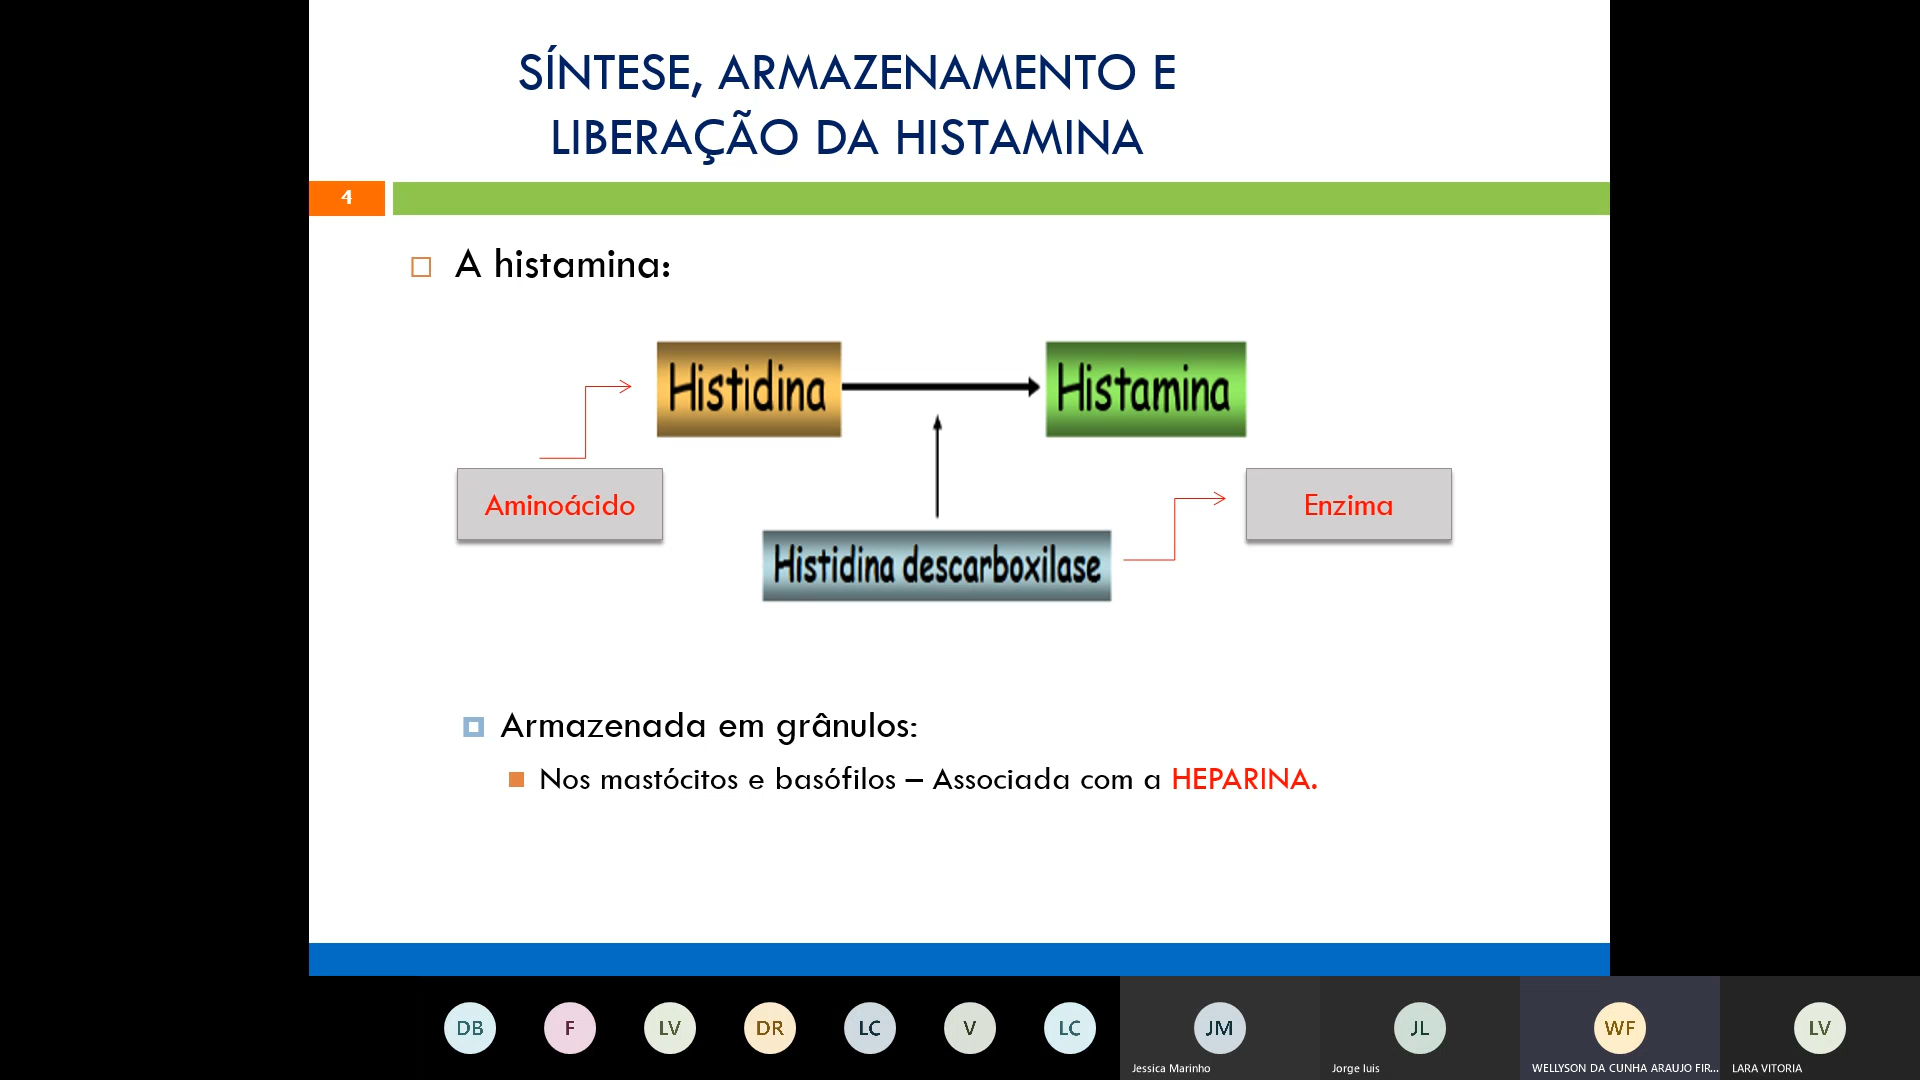 SÍNTESE, ARMAZENAMENTO E
LIBERAÇÃO DA HISTAMINA
4
A histamina:
Histidina
Histamina
Aminoácido
Enzima
Histidina descarboxilase
Armazenada em grânulos:
Nos mastócitos e basófilos – Associada com a HEPARINA.
DB
F
LV
DR
LC
V
LC
JM
JL
WF
LV
Jessica Marinho
Jorge luis
WELLYSON DA CUNHA ARAUJO FIR...
LARA VITORIA